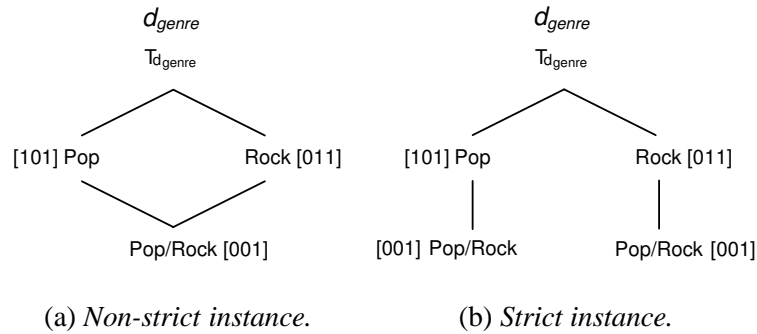 d_genre d_genre
T_d_genre T_d_genre
[101] Pop Rock [011] [101] Pop Rock [011]
Pop/Rock [001] [001] Pop/Rock Pop/Rock [001]
(a) Non-strict instance. (b) Strict instance.